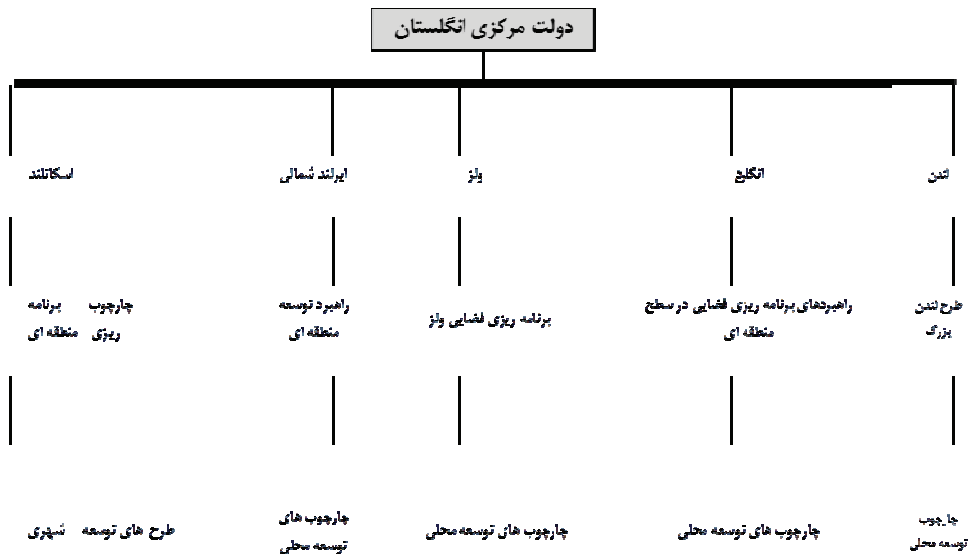 دولت مرکزی انگلستان
لندن
انگلیج
ولز
ایرلند شمالی
اسکاتلند
طرح لندن
بزرگ
راهبردهای برنامه ریزی فضایی در سطح
منطقه ای
برنامه ریزی فضایی ولز
راهبرد توسعه
منطقه ای
چارچوب برنامه
ریزی منطقه ای
چارچوب
توسعه محلی
چارچوب های توسعه محلی
چارچوب های توسعه محلی
چارچوب های
توسعه محلی
طرح های توسعه شهری